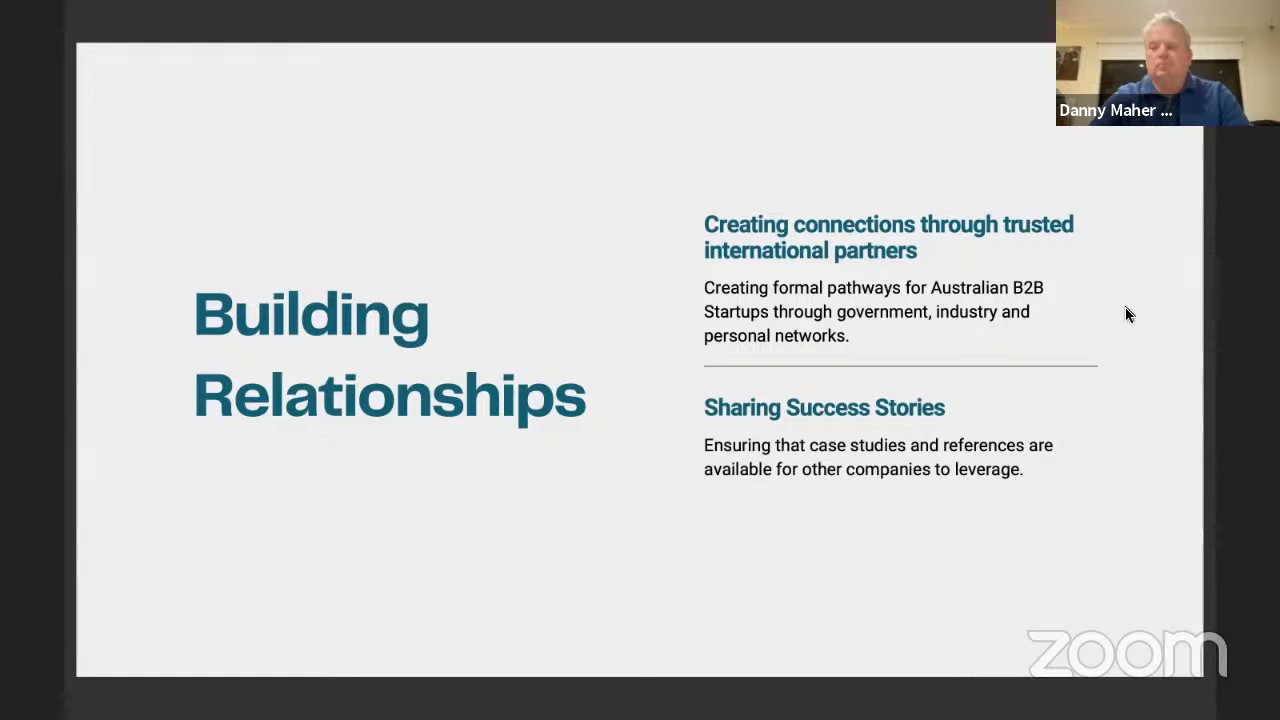 Danny Maher ...
Building
Relationships
Creating connections through trusted
international partners
Creating formal pathways for Australian B2B
Startups through government, industry and
personal networks.
Sharing Success Stories
Ensuring that case studies and references are
available for other companies to leverage.
zoom